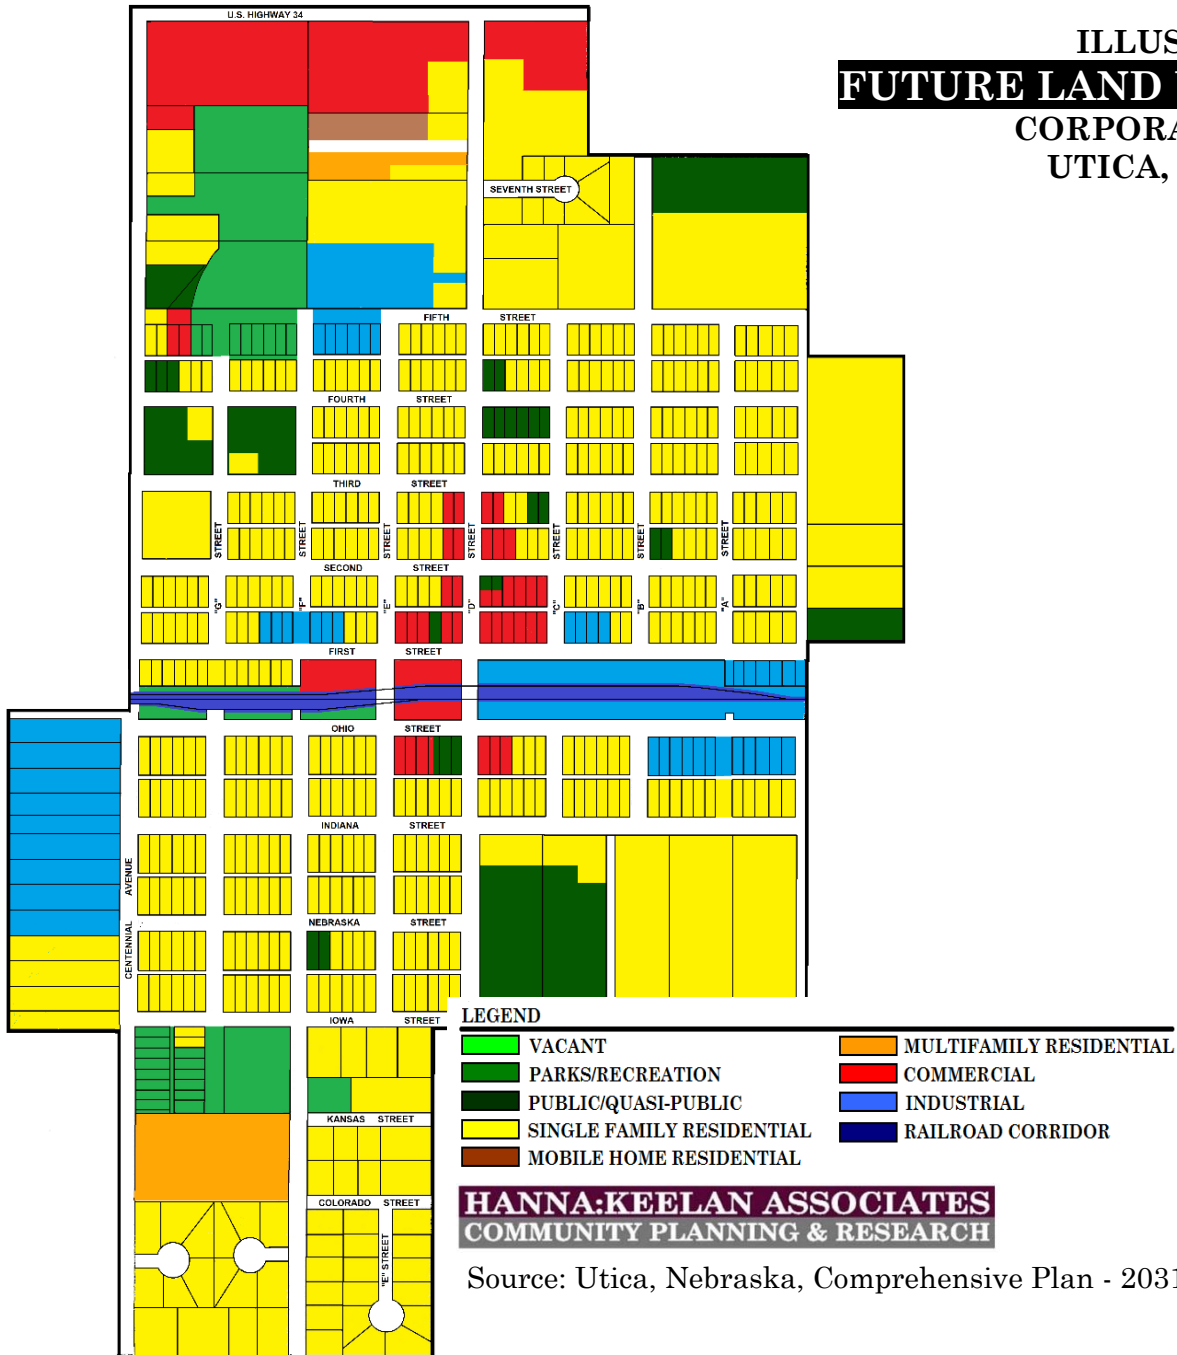 U.S. HIGHWAY 34
ILLUS
FUTURE LAND
CORPORA
UTICA,
SEVENTH STREET
FIFTH STREET
FOURTH STREET
THIRD STREET
STREET STREET STREET STREET STREET STREET
SECOND STREET
"G" "F" "E" "D" "C" "B" "A"
FIRST STREET
OHIO STREET
INDIANA STREET
CENTENNIAL AVENUE
NEBRASKA STREET
IOWA STREET
KANSAS STREET
COLORADO STREET
"E" STREET
LEGEND
VACANT
PARKS/RECREATION
PUBLIC/QUASI-PUBLIC
SINGLE FAMILY RESIDENTIAL
MOBILE HOME RESIDENTIAL
MULTIFAMILY RESIDENTIAL
COMMERCIAL
INDUSTRIAL
RAILROAD CORRIDOR
HANNA:KEELAN ASSOCIATES
COMMUNITY PLANNING & RESEARCH
Source: Utica, Nebraska, Comprehensive Plan - 2031